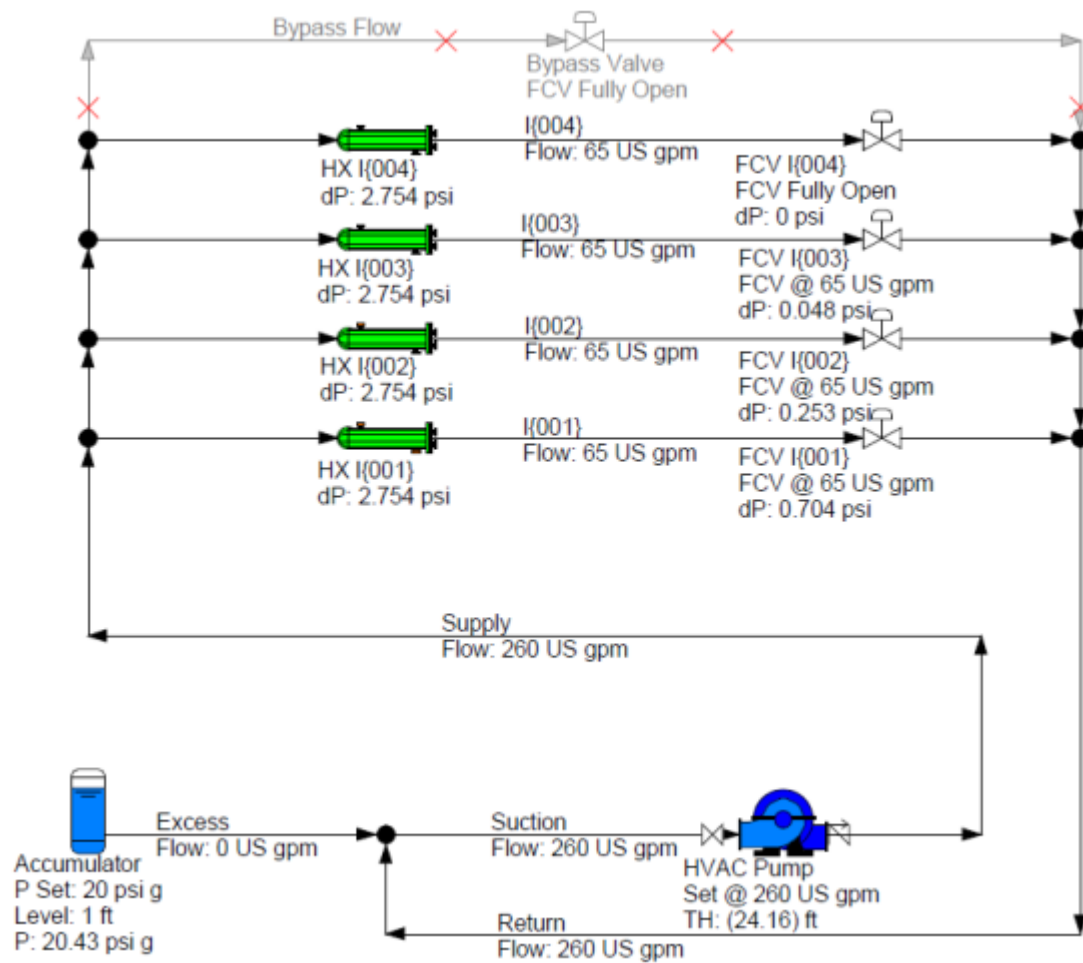 Bypass Flow
Bypass Valve
FCV Fully Open
I{004}
Flow: 65 US gpm
HX I{004}
dP: 2.754 psi
FCV I{004}
FCV Fully Open
dP: 0 psi
I{003}
Flow: 65 US gpm
HX I{003}
dP: 2.754 psi
FCV I{003}
FCV @ 65 US gpm
dP: 0.048 psi
I{002}
Flow: 65 US gpm
HX I{002}
dP: 2.754 psi
FCV I{002}
FCV @ 65 US gpm
dP: 0.253 psi
I{001}
Flow: 65 US gpm
HX I{001}
dP: 2.754 psi
FCV I{001}
FCV @ 65 US gpm
dP: 0.704 psi
Supply
Flow: 260 US gpm
Excess
Flow: 0 US gpm
Suction
Flow: 260 US gpm
Accumulator
P Set: 20 psi g
Level: 1 ft
P: 20.43 psi g
HVAC Pump
Set @ 260 US gpm
TH: (24.16) ft
Return
Flow: 260 US gpm